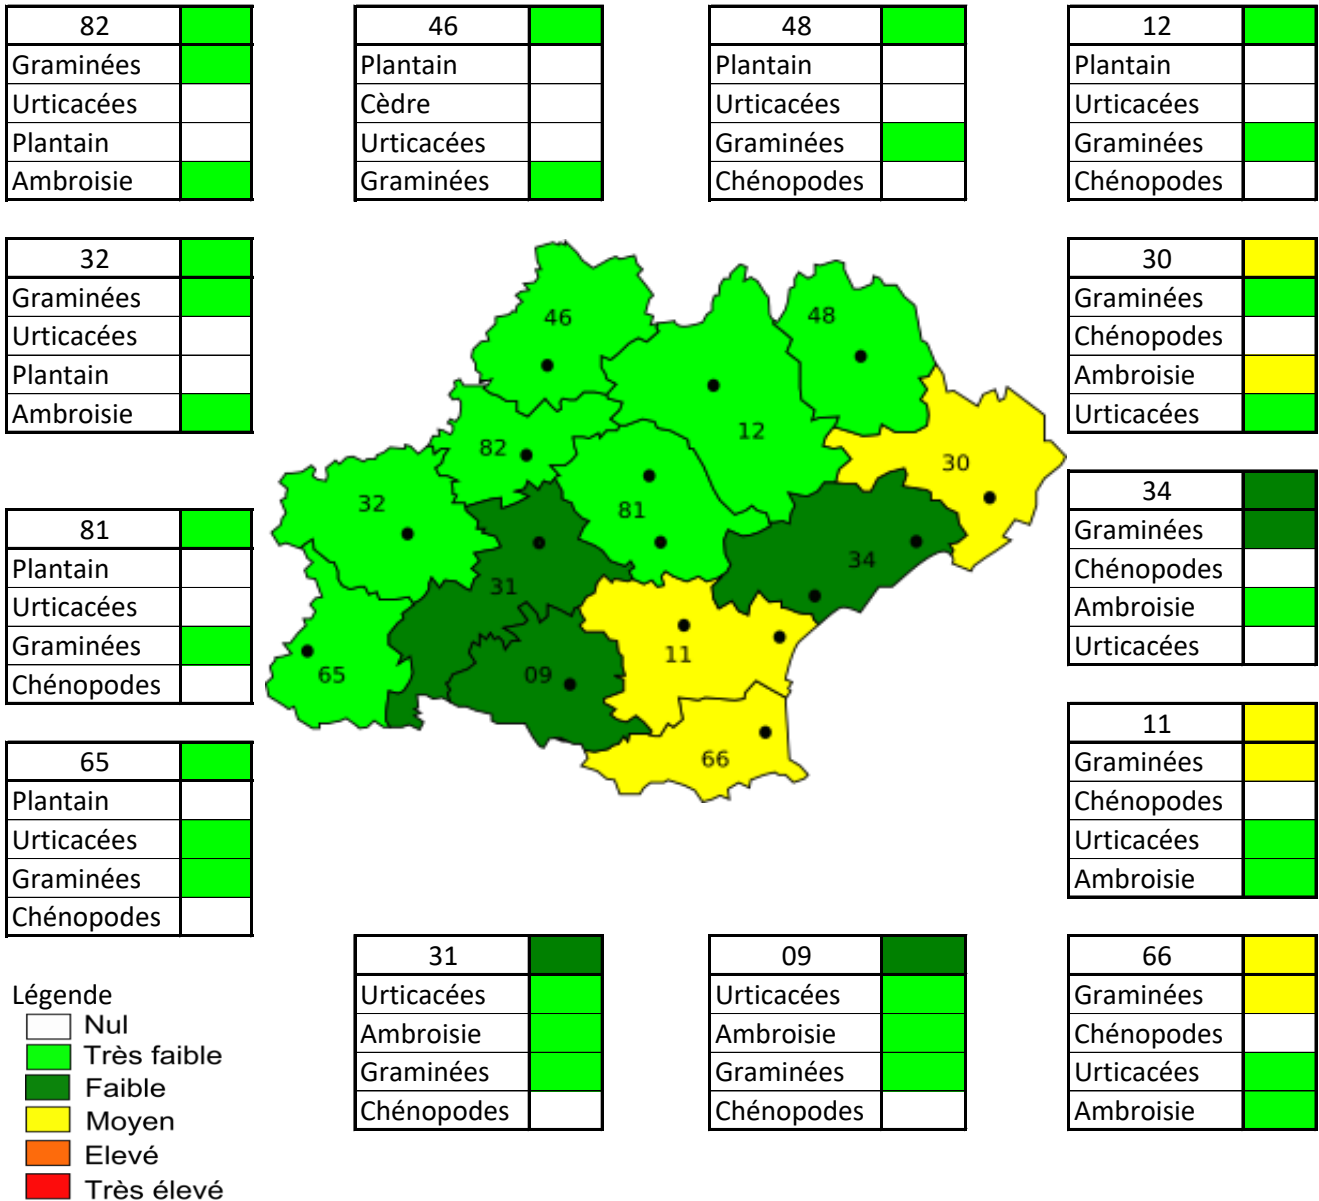 82
Graminées
Urticacées
Plantain
Ambroisie
46
Plantain
Cèdre
Urticacées
Graminées
48
Plantain
Urticacées
Graminées
Chénopodes
12
Plantain
Urticacées
Graminées
Chénopodes
32
Graminées
Urticacées
Plantain
Ambroisie
30
Graminées
Chénopodes
Ambroisie
Urticacées
46
48
12
82
30
32
81
34
31
11
09
65
66
81
Plantain
Urticacées
Graminées
Chénopodes
34
Graminées
Chénopodes
Ambroisie
Urticacées
65
Plantain
Urticacées
Graminées
Chénopodes
11
Graminées
Chénopodes
Urticacées
Ambroisie
31
Urticacées
Ambroisie
Graminées
Chénopodes
09
Urticacées
Ambroisie
Graminées
Chénopodes
66
Graminées
Chénopodes
Urticacées
Ambroisie
Légende
Nul
Très faible
Faible
Moyen
Elevé
Très élevé